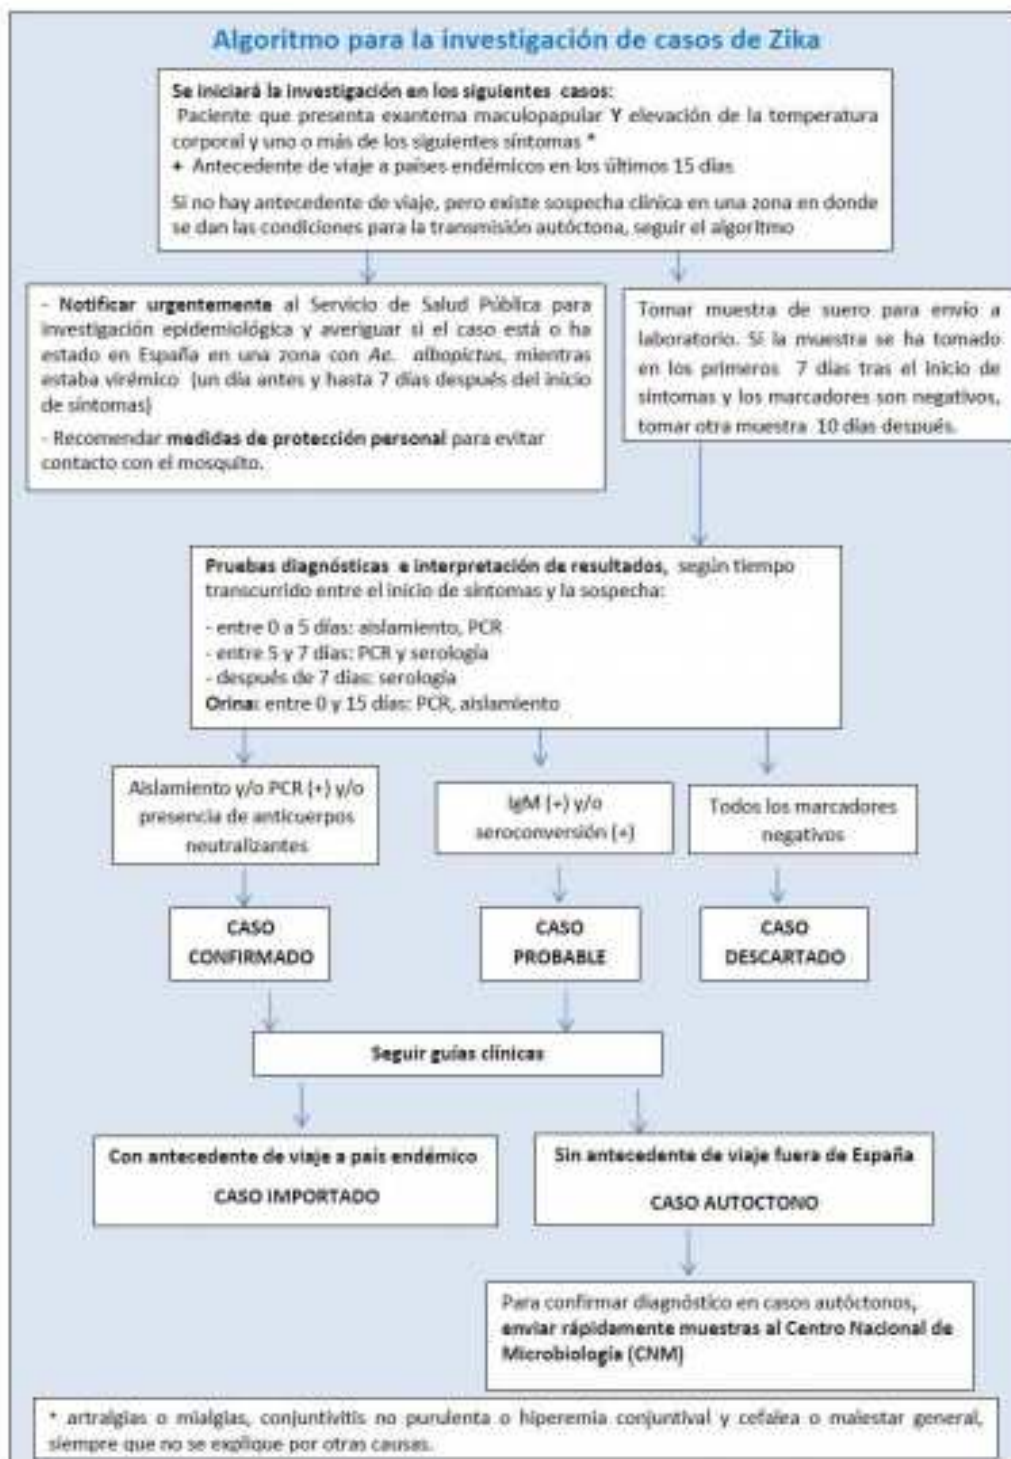 Algoritmo para la investigación de casos de Zika
Se iniciará la investigación en los siguientes casos:
Paciente que presenta exantema maculopapular Y elevación de la temperatura
corporal y uno o más de los siguientes síntomas *
+ Antecedente de viaje a países endémicos en los últimos 15 días
Si no hay antecedente de viaje, pero existe sospecha clínica en una zona en donde
se dan las condiciones para la transmisión autóctona, seguir el algoritmo
- Notificar urgentemente al Servicio de Salud Pública para
investigación epidemiológica y averiguar si el caso está o ha
estado en España en una zona con Ae. albopictus, mientras
estaba virémico (un día antes y hasta 7 días después del inicio
de síntomas)
- Recomendar medidas de protección personal para evitar
contacto con el mosquito.
Tomar muestra de suero para envío a
laboratorio. Si la muestra se ha tomado
en los primeros 7 días tras el inicio de
síntomas y los marcadores son negativos,
tomar otra muestra 10 días después.
Pruebas diagnósticas e interpretación de resultados, según tiempo
transcurrido entre el inicio de síntomas y la sospecha:
- entre 0 a 5 días: aislamiento, PCR
- entre 5 y 7 días: PCR y serología
- después de 7 días: serología
Orina: entre 0 y 15 días: PCR, aislamiento
Aislamiento y/o PCR (+) y/o
presencia de anticuerpos
neutralizantes
IgM (+) y/o
seroconversión (+)
Todos los marcadores
negativos
CASO
CONFIRMADO
CASO
PROBABLE
CASO
DESCARTADO
Seguir guías clínicas
Con antecedente de viaje a país endémico
CASO IMPORTADO
Sin antecedente de viaje fuera de España
CASO AUTOCTONO
Para confirmar diagnóstico en casos autóctonos,
enviar rápidamente muestras al Centro Nacional de
Microbiología (CNM)
* artralgias o mialgias, conjuntivitis no purulenta o hiperemia conjuntival y cefalea o malestar general,
siempre que no se explique por otras causas.